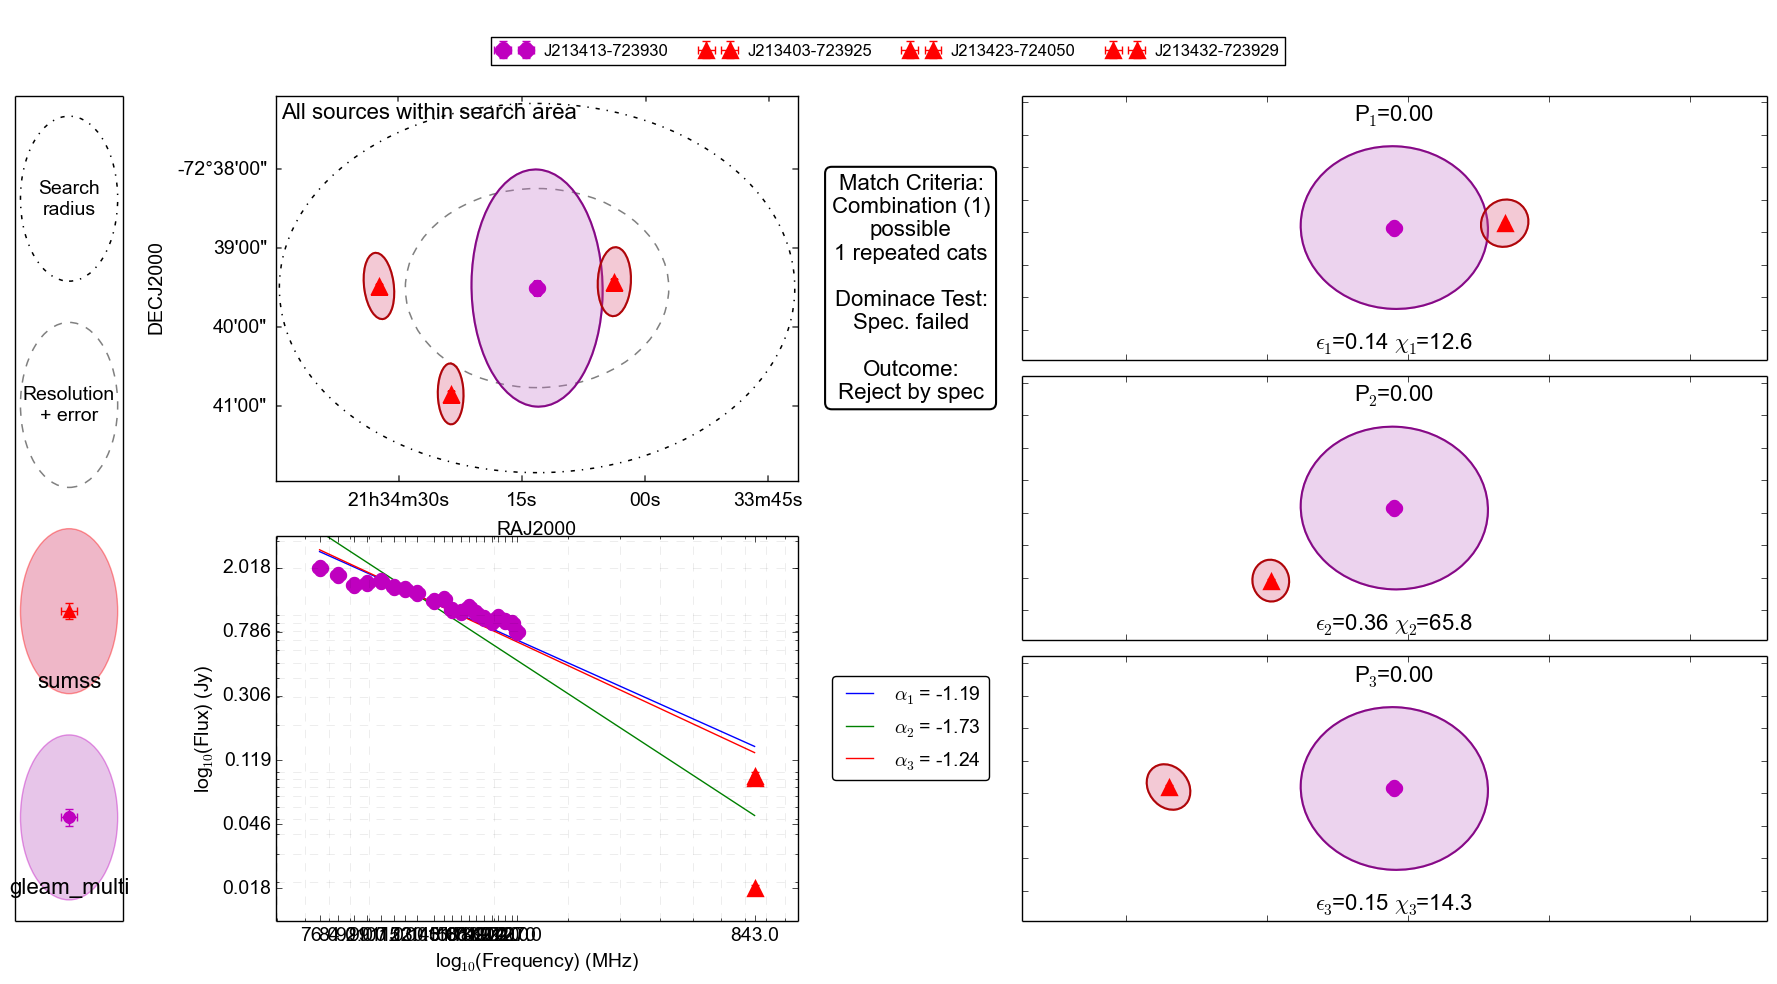 J213413-723930 J213403-723925 J213423-724050 J213432-723929
Search
radius
Resolution
+ error
sumss
gleam_multi
All sources within search area
-72°38'00"
39'00"
40'00"
41'00"
DECJ2000
21h34m30s 15s 00s 33m45s
RAJ2000
Match Criteria:
Combination (1)
possible
1 repeated cats
Dominace Test:
Spec. failed
Outcome:
Reject by spec
2.018
0.786
0.306
0.119
0.046
0.018
log10(Flux) (Jy)
843.0
log10(Frequency) (MHz)
α1 = -1.19
α2 = -1.73
α3 = -1.24
P1=0.00
ϵ1=0.14 χ1=12.6
P2=0.00
ϵ2=0.36 χ2=65.8
P3=0.00
ϵ3=0.15 χ3=14.3